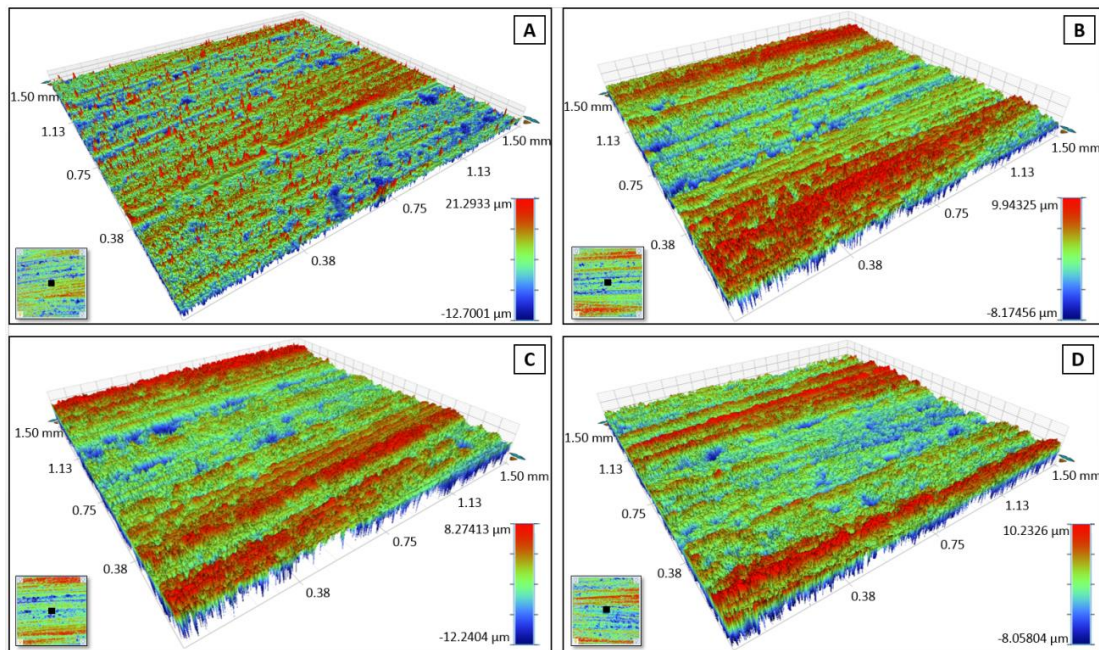 A
1.50 mm
1.13
0.75
0.38
0.38
0.75
1.13
1.50 mm
21.2933 µm
-12.7001 µm
B
1.50 mm
1.13
0.75
0.38
0.38
0.75
1.13
1.50 mm
9.94325 µm
-8.17456 µm
C
1.50 mm
1.13
0.75
0.38
0.38
0.75
1.13
1.50 mm
8.27413 µm
-12.2404 µm
D
1.50 mm
1.13
0.75
0.38
0.38
0.75
1.13
1.50 mm
10.2326 µm
-8.05804 µm